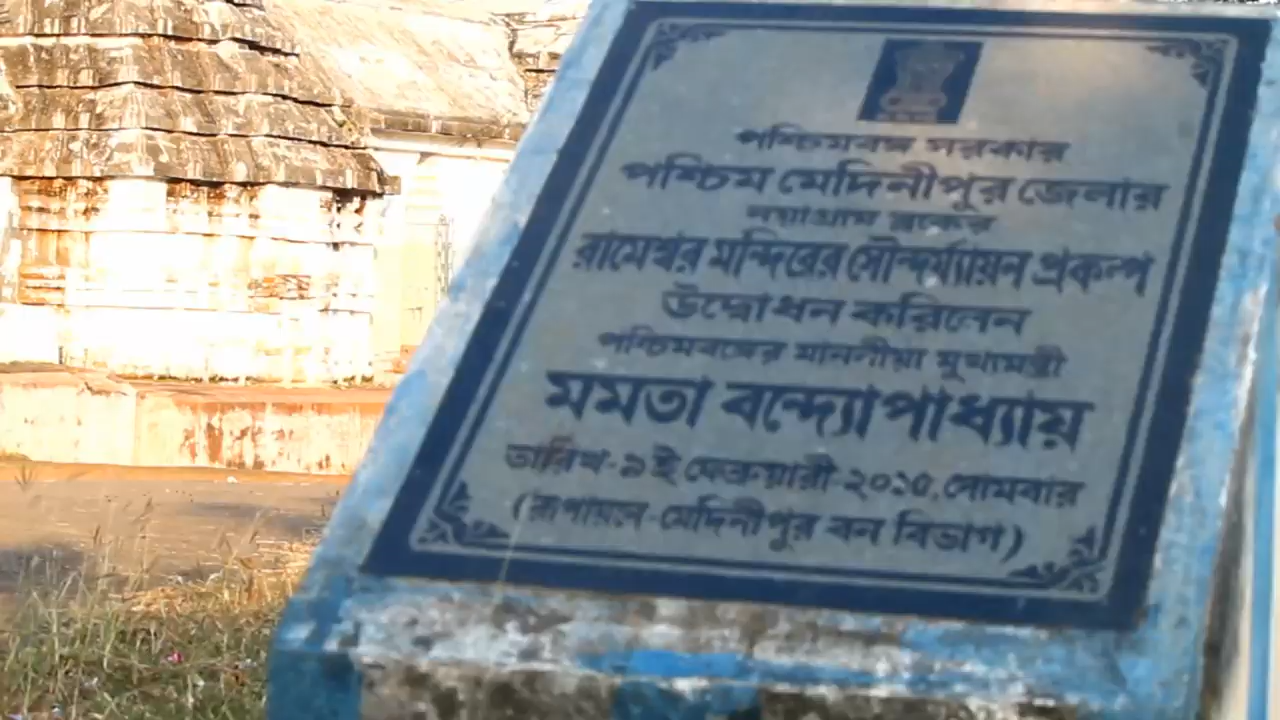 পশ্চিমবঙ্গ সরকার
পশ্চিম মেদিনীপুর জেলার
নয়াগ্রাম ব্লকের
রামেশ্বর মন্দিরের সৌন্দর্য্যায়ন প্রকল্প
উদ্বোধন করিলেন
পশ্চিমবঙ্গের মাননীয়া মুখ্যমন্ত্রী
মমতা বন্দ্যোপাধ্যায়
তারিখ-৯ই ফেব্রুয়ারী-২০১৫,সোমবার
(রূপায়নে-মেদিনীপুর বন বিভাগ)